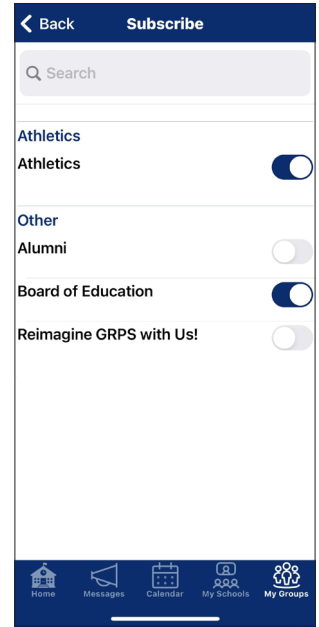 Back Subscribe
Search
Athletics
Athletics
Other
Alumni
Board of Education
Reimagine GRPS with Us!
Home Messages Calendar My Schools My Groups